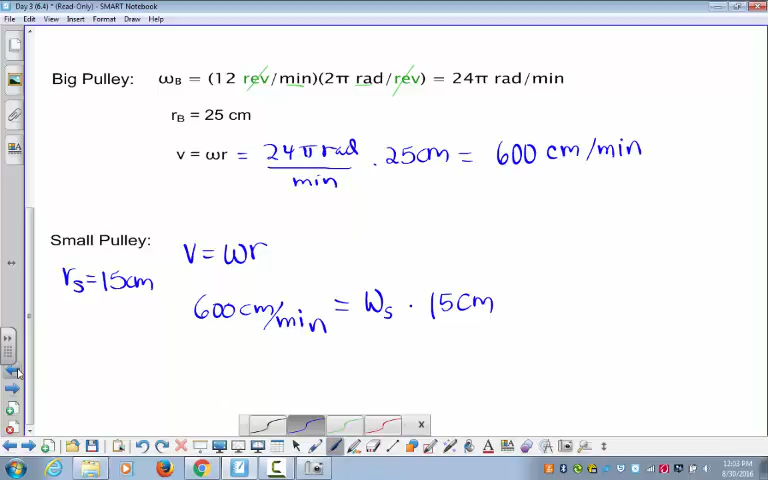 Day 3 (6.4) * (Read-Only) - SMART Notebook
File Edit View Insert Format Draw Help
Big Pulley: ωB = (12 rev/min)(2π rad/rev) = 24π rad/min
rB = 25 cm
v = ωr = 24π rad/min · 25cm = 600 cm/min
Small Pulley:
v = ωr
rs=15cm
600cm/min = ωs · 15cm
x
A
12:03 PM
8/30/2016